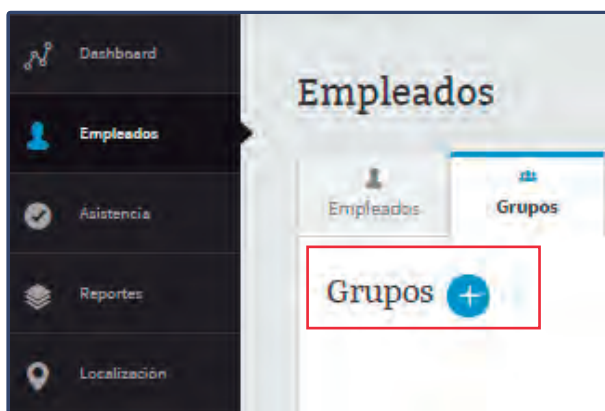 Dashboard
Empleados
Asistencia
Reportes
Localización
Empleados
Empleados
Grupos
Grupos